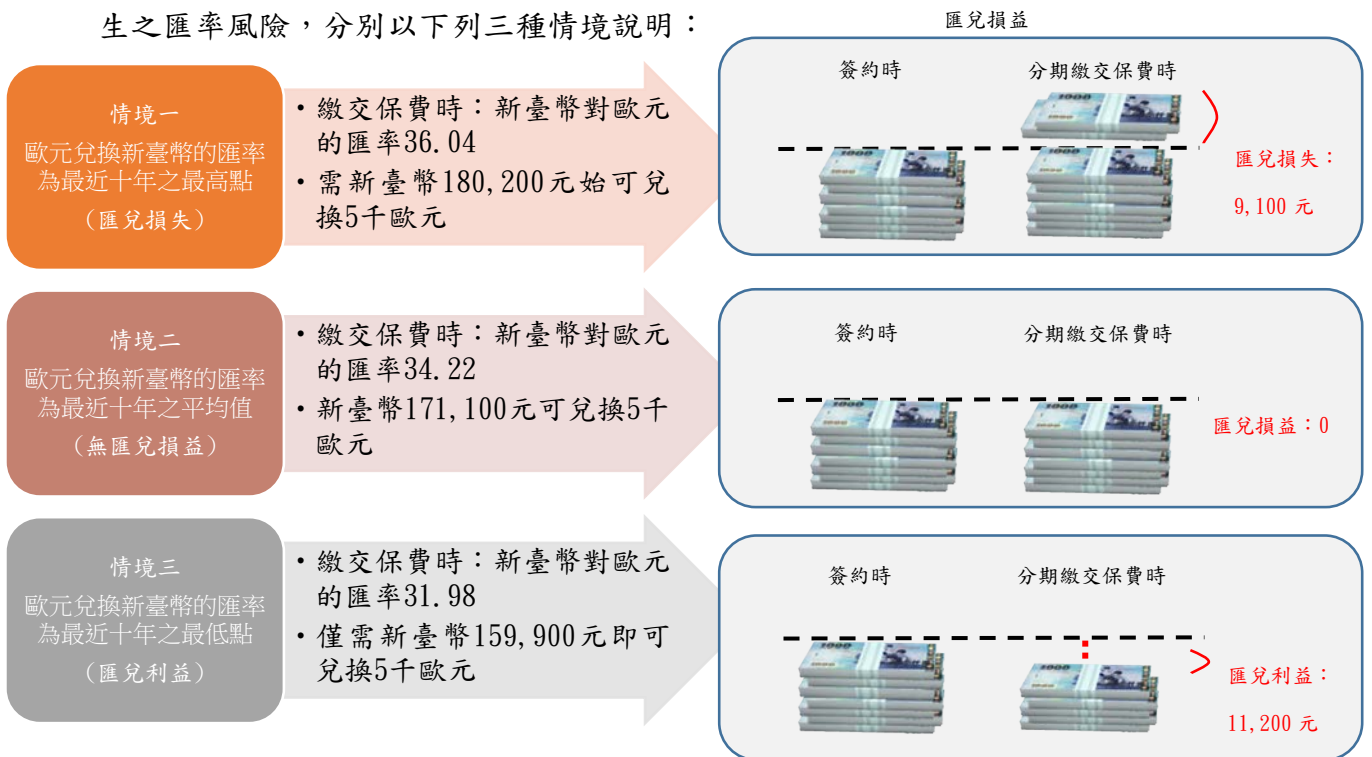 生之匯率風險,分別以下列三種情境說明:
匯兌損益
情境一
歐元兌換新臺幣的匯率
為最近十年之最高點
(匯兌損失)
•繳交保費時:新臺幣對歐元
的匯率36.04
•需新臺幣180,200元始可兌
換5千歐元
簽約時
分期繳交保費時
匯兌損失:
9,100 元
情境二
歐元兌換新臺幣的匯率
為最近十年之平均值
(無匯兌損益)
•繳交保費時:新臺幣對歐元
的匯率34.22
•新臺幣171,100元可兌換5千
歐元
簽約時
分期繳交保費時
匯兌損益:0
情境三
歐元兌換新臺幣的匯率
為最近十年之最低點
(匯兌利益)
•繳交保費時:新臺幣對歐元
的匯率31.98
•僅需新臺幣159,900元即可
兌換5千歐元
簽約時
分期繳交保費時
匯兌利益:
11,200 元